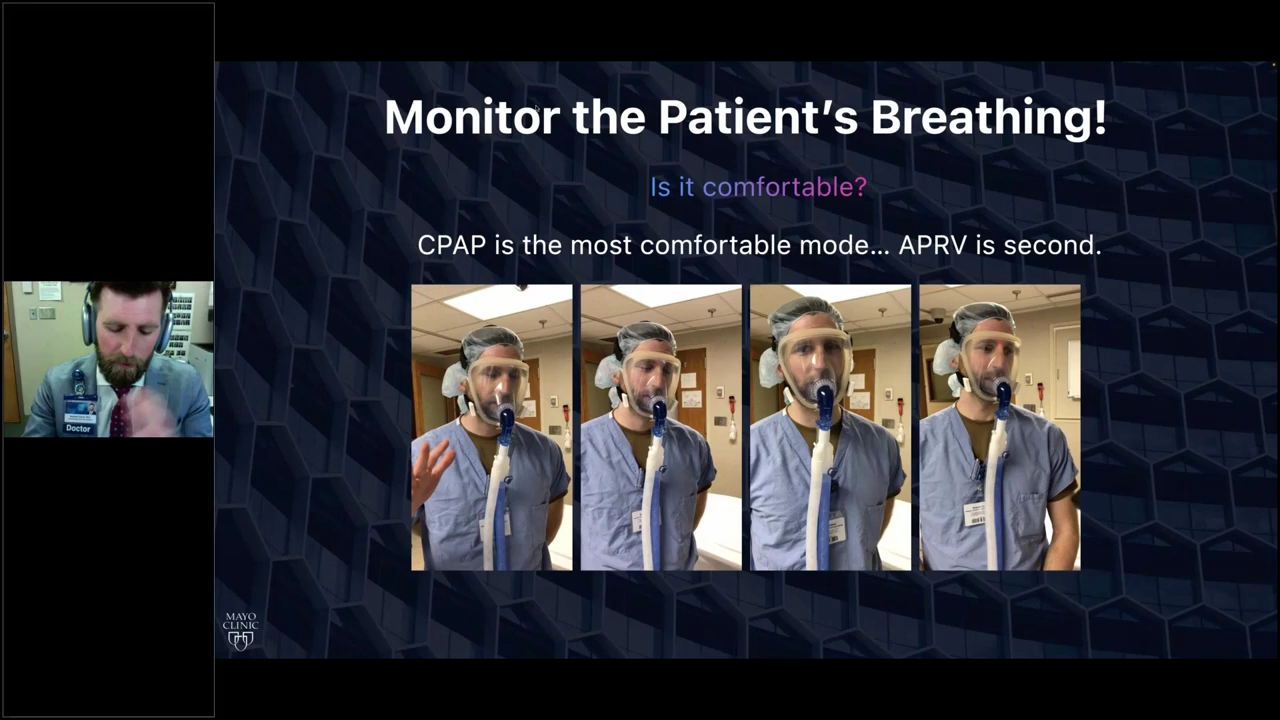 Monitor the Patient’s Breathing!
Is it comfortable?
CPAP is the most comfortable mode... APRV is second.
Doctor
MAYO
CLINIC